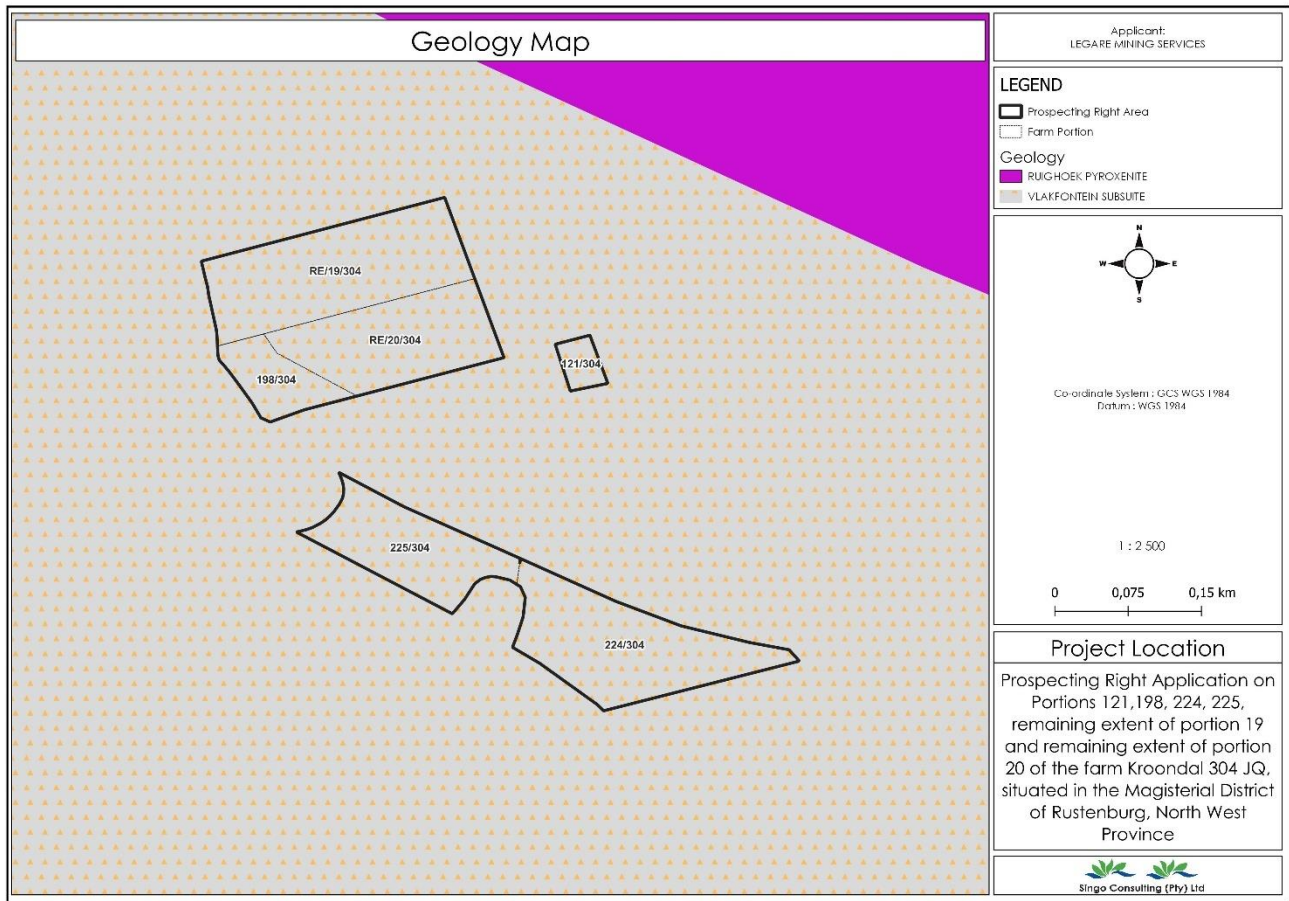 Geology Map
RE/19/304
RE/20/304
198/304
121/304
225/304
224/304
Applicant:
LEGARE MINING SERVICES
LEGEND
Prospecting Right Area
Farm Portion
Geology
RUIGHOEK PYROXENITE
VLAKFONTEIN SUBSUITE
N
W
E
S
Co-ordinate System : GCS WGS 1984
Datum : WGS 1984
1 : 2 500
0 0,075 0,15 km
Project Location
Prospecting Right Application on
Portions 121,198, 224, 225,
remaining extent of portion 19
and remaining extent of portion
20 of the farm Kroondal 304 JQ,
situated in the Magisterial District
of Rustenburg, North West
Province
Singo Consulting (Pty) Ltd